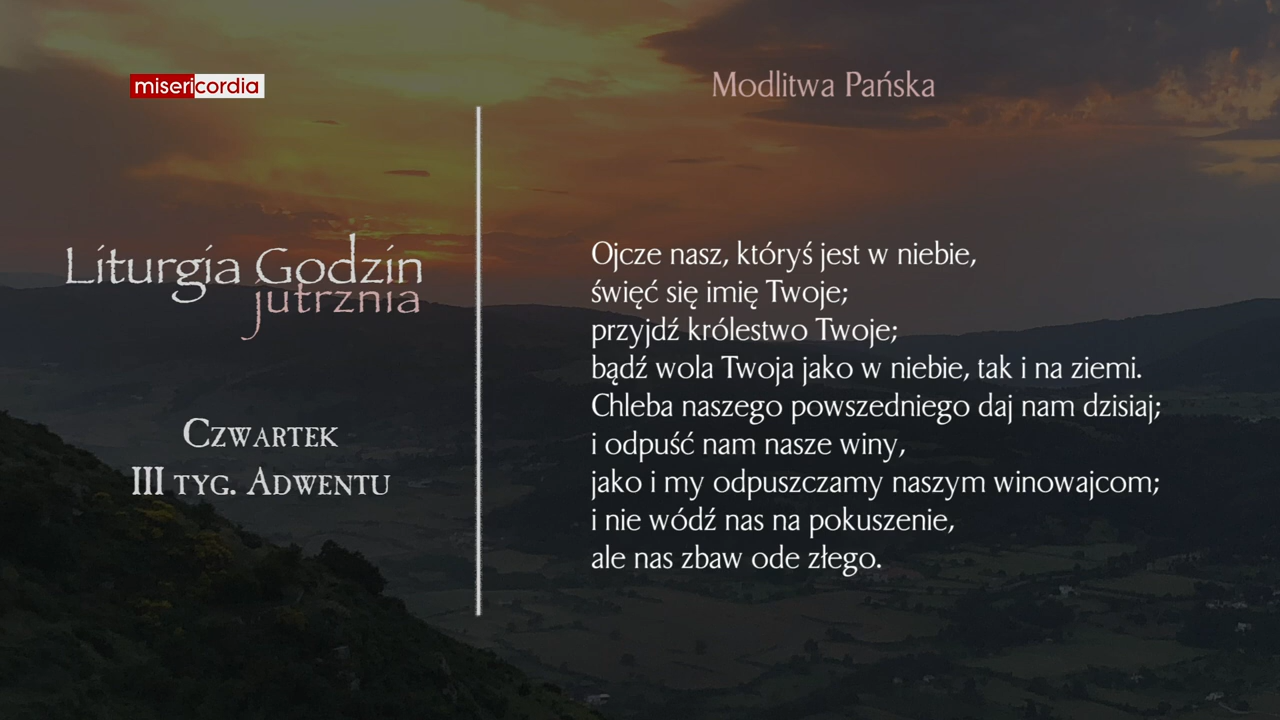 misericordia
Liturgia Godzin
jutrznia
Czwartek
III tyg. Adwentu
Modlitwa Pańska
Ojcze nasz, któryś jest w niebie,
święć się imię Twoje;
przyjdź królestwo Twoje;
bądź wola Twoja jako w niebie, tak i na ziemi.
Chleba naszego powszedniego daj nam dzisiaj;
i odpuść nam nasze winy,
jako i my odpuszczamy naszym winowajcom;
i nie wódź nas na pokuszenie,
ale nas zbaw ode złego.